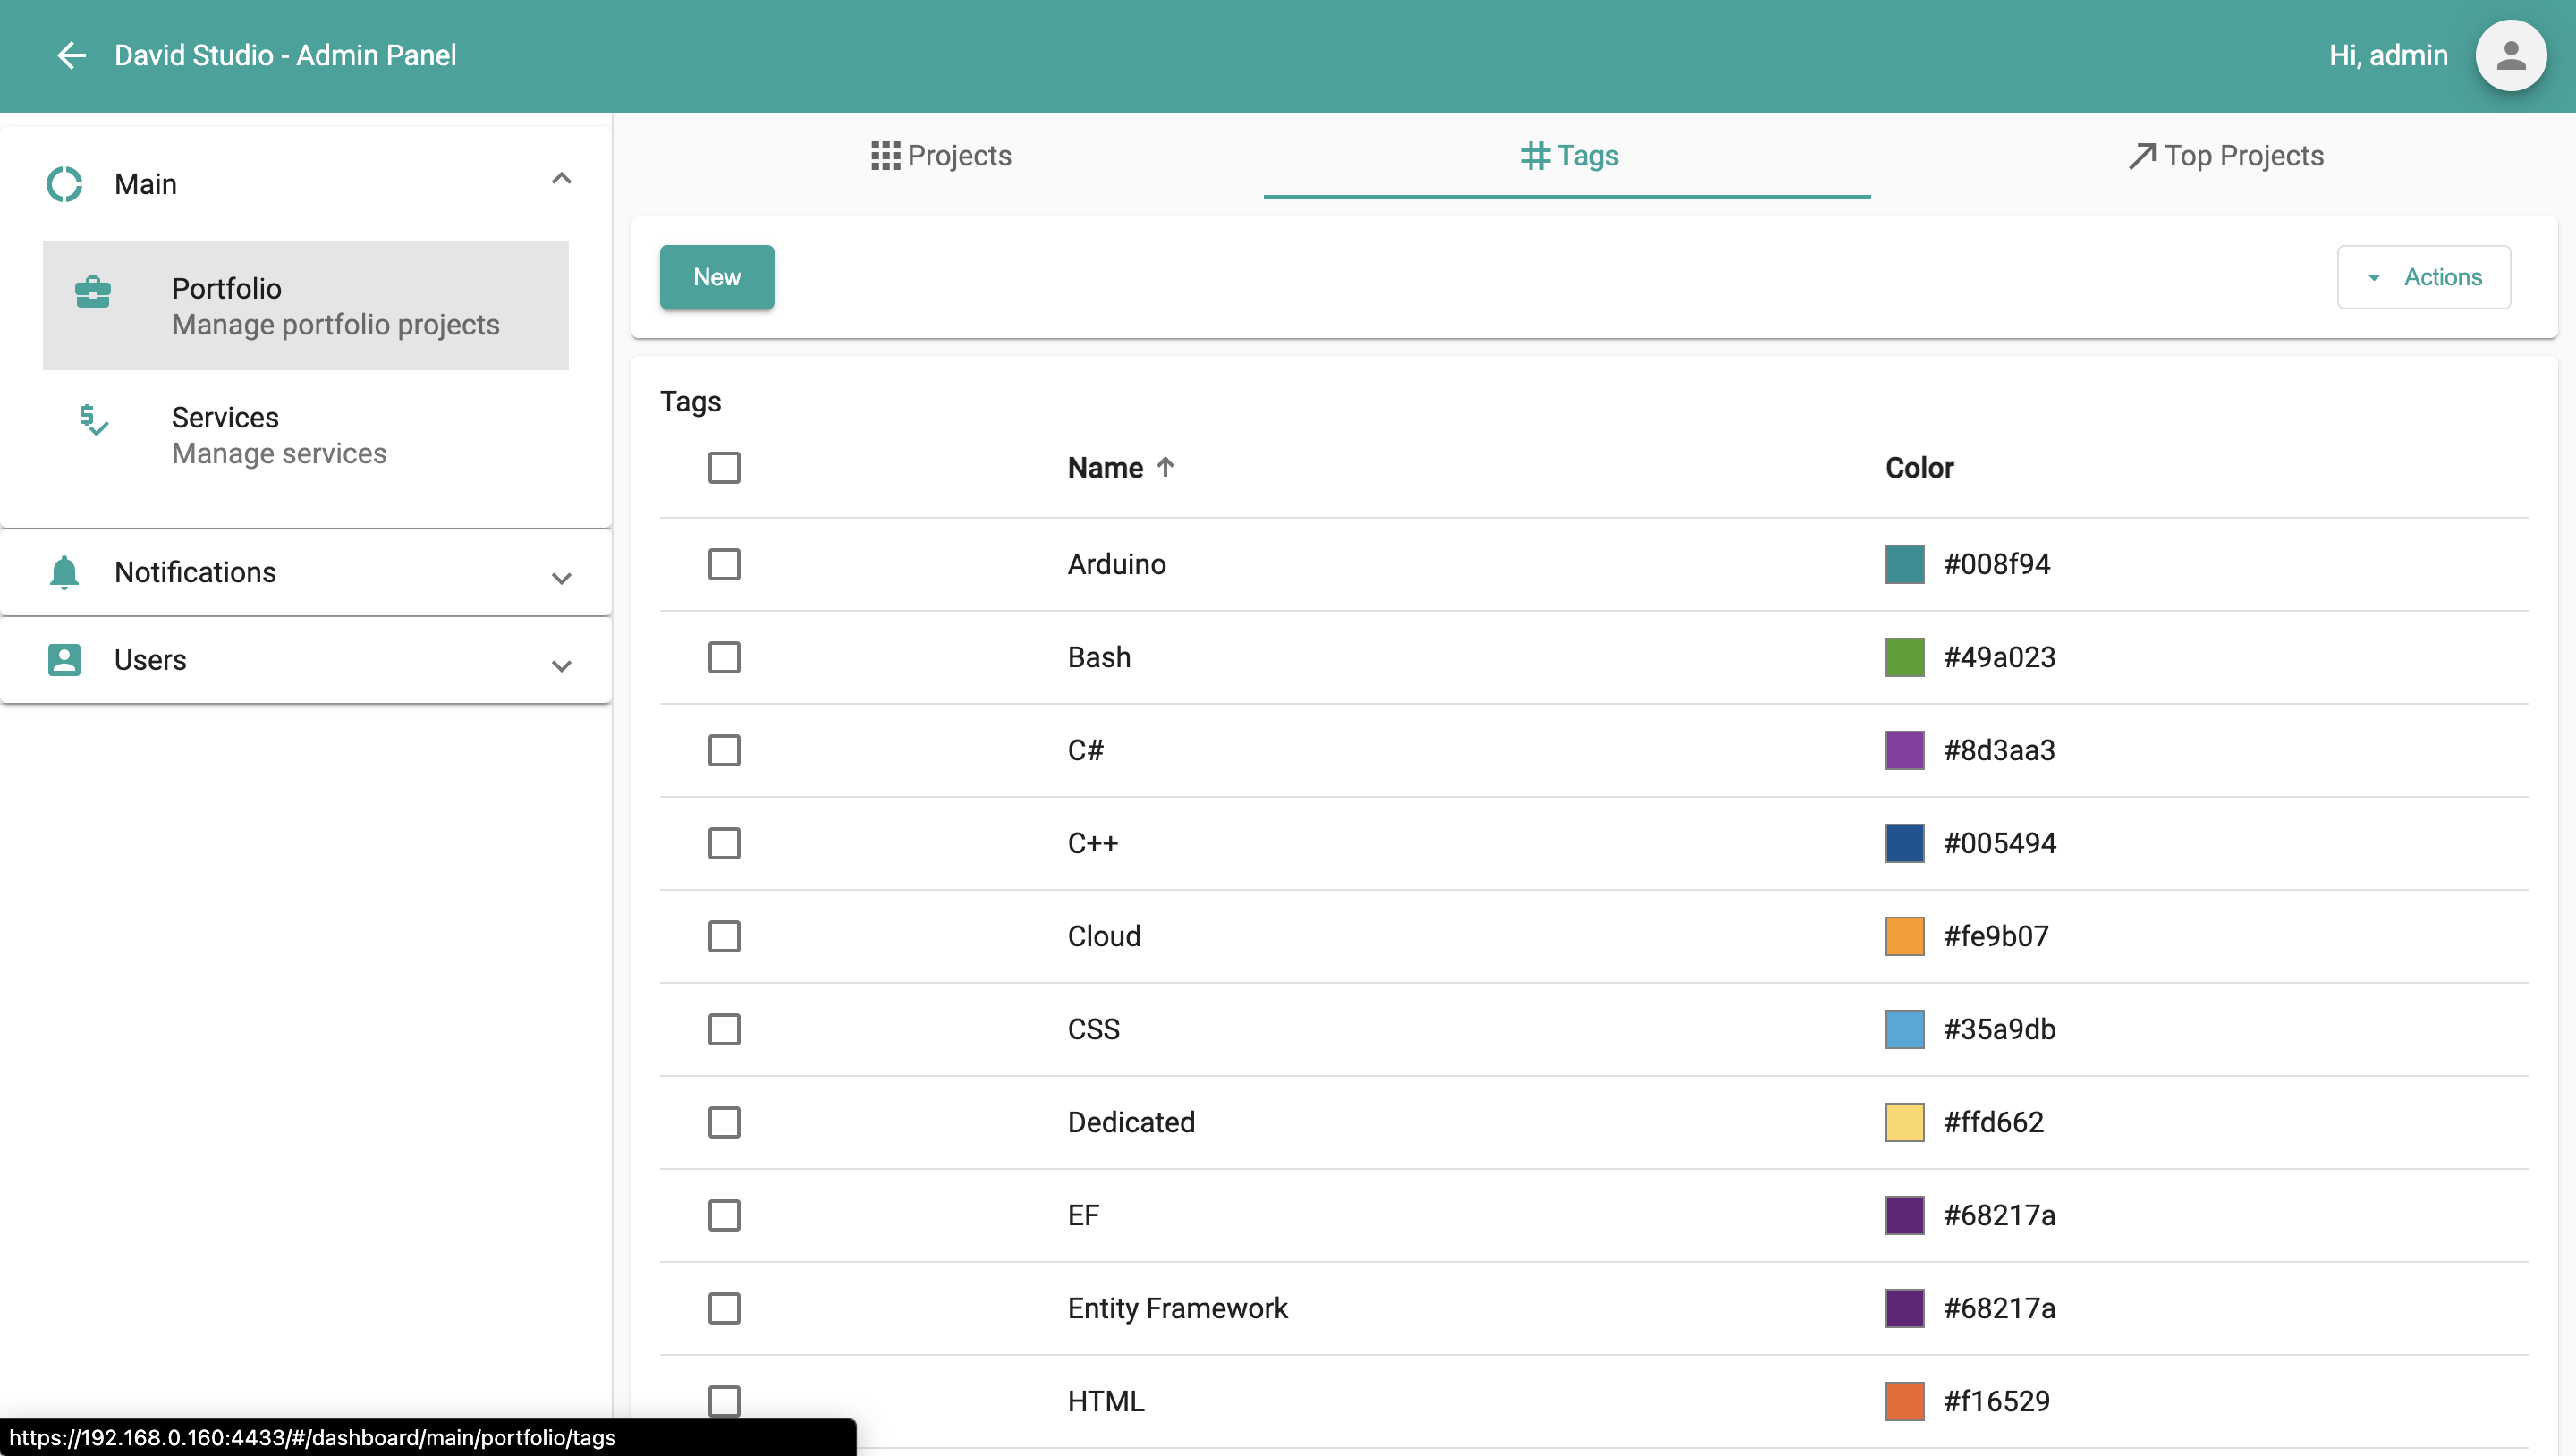 David Studio - Admin Panel
Hi, admin
Main
Portfolio
Manage portfolio projects
Services
Manage services
Notifications
Users
Projects
Tags
Top Projects
New
Actions
Tags
Name Color
Arduino #008f94
Bash #49a023
C# #8d3aa3
C++ #005494
Cloud #fe9b07
CSS #35a9db
Dedicated #ffd662
EF #68217a
Entity Framework #68217a
HTML #f16529
https://192.168.0.160:4433/#/dashboard/main/portfolio/tags